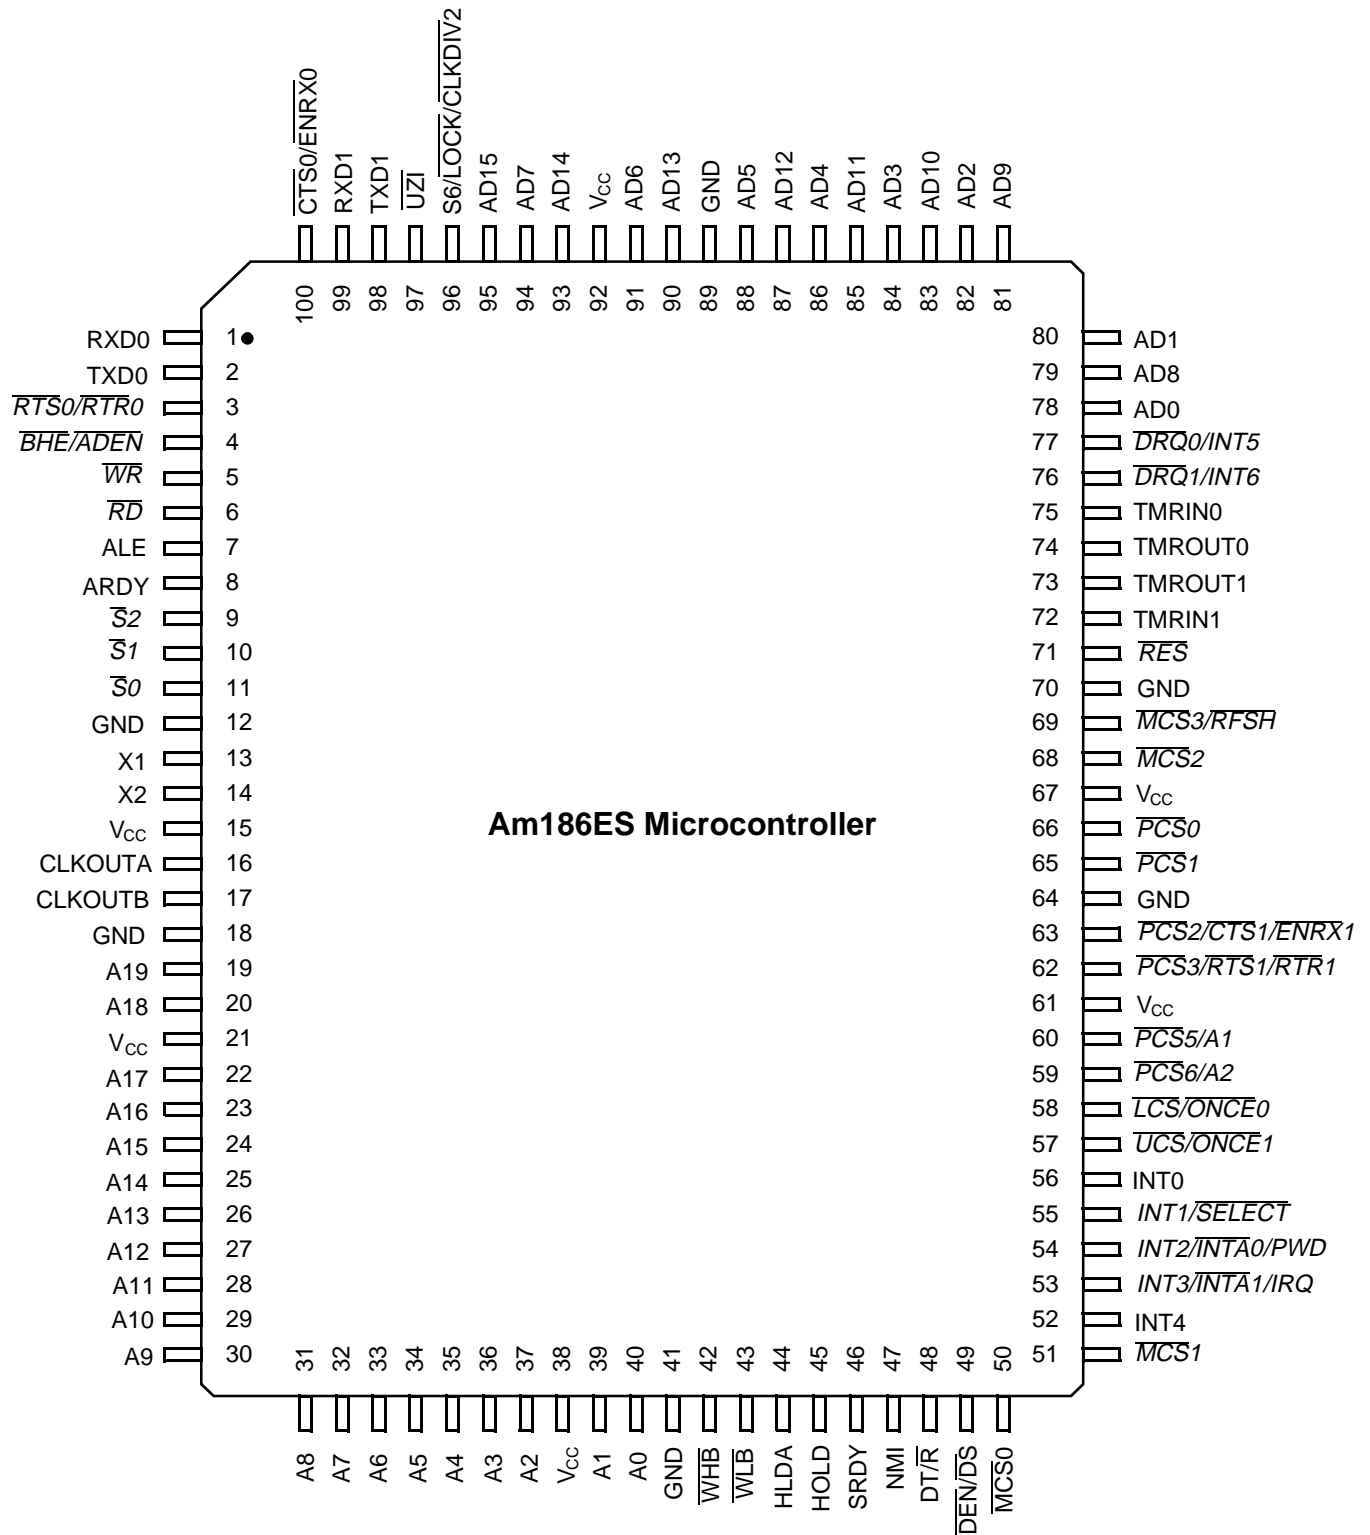 CTS0/ENRX0
RXD1
TXD1
UZI
S6/LOCK/CLKDIV2
AD15
AD7
AD14
VCC
AD6
AD13
GND
AD5
AD12
AD4
AD11
AD3
AD10
AD2
AD9
100 99 98 97 96 95 94 93 92 91 90 89 88 87 86 85 84 83 82 81
RXD0 1
TXD0 2
RTS0/RTR0 3
BHE/ADEN 4
WR 5
RD 6
ALE 7
ARDY 8
S2 9
S1 10
S0 11
GND 12
X1 13
X2 14
VCC 15
CLKOUTA 16
CLKOUTB 17
GND 18
A19 19
A18 20
VCC 21
A17 22
A16 23
A15 24
A14 25
A13 26
A12 27
A11 28
A10 29
A9 30
Am186ES Microcontroller
80 AD1
79 AD8
78 AD0
77 DRQ0/INT5
76 DRQ1/INT6
75 TMRIN0
74 TMROUT0
73 TMROUT1
72 TMRIN1
71 RES
70 GND
69 MCS3/RFSH
68 MCS2
67 VCC
66 PCS0
65 PCS1
64 GND
63 PCS2/CTS1/ENRX1
62 PCS3/RTS1/RTR1
61 VCC
60 PCS5/A1
59 PCS6/A2
58 LCS/ONCE0
57 UCS/ONCE1
56 INT0
55 INT1/SELECT
54 INT2/INTA0/PWD
53 INT3/INTA1/IRQ
52 INT4
51 MCS1
31 32 33 34 35 36 37 38 39 40 41 42 43 44 45 46 47 48 49 50
A8
A7
A6
A5
A4
A3
A2
VCC
A1
A0
GND
WHB
WLB
HLDA
HOLD
SRDY
NMI
DT/R
DEN/DS
MCS0